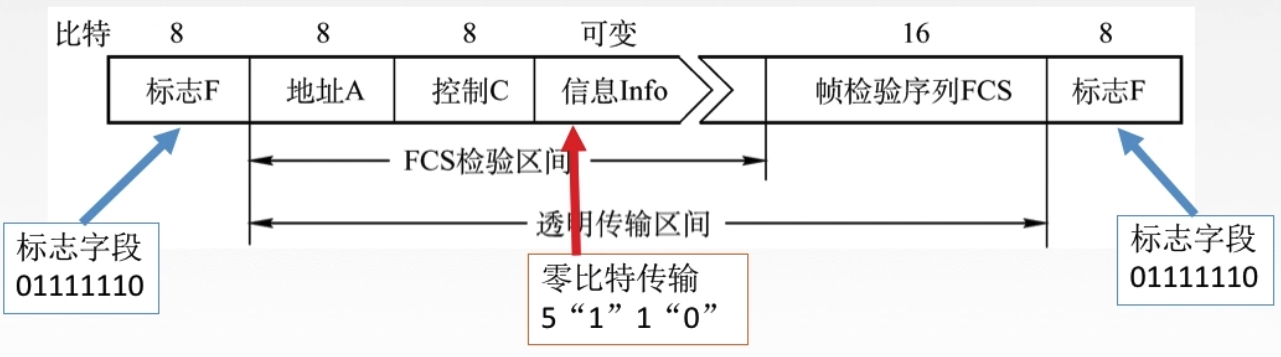 比特 8 8 8 可变 16 8
标志F 地址A 控制C 信息Info 帧检验序列FCS 标志F
FCS检验区间
透明传输区间
标志字段
01111110
零比特传输
5“1”1“0”
标志字段
01111110